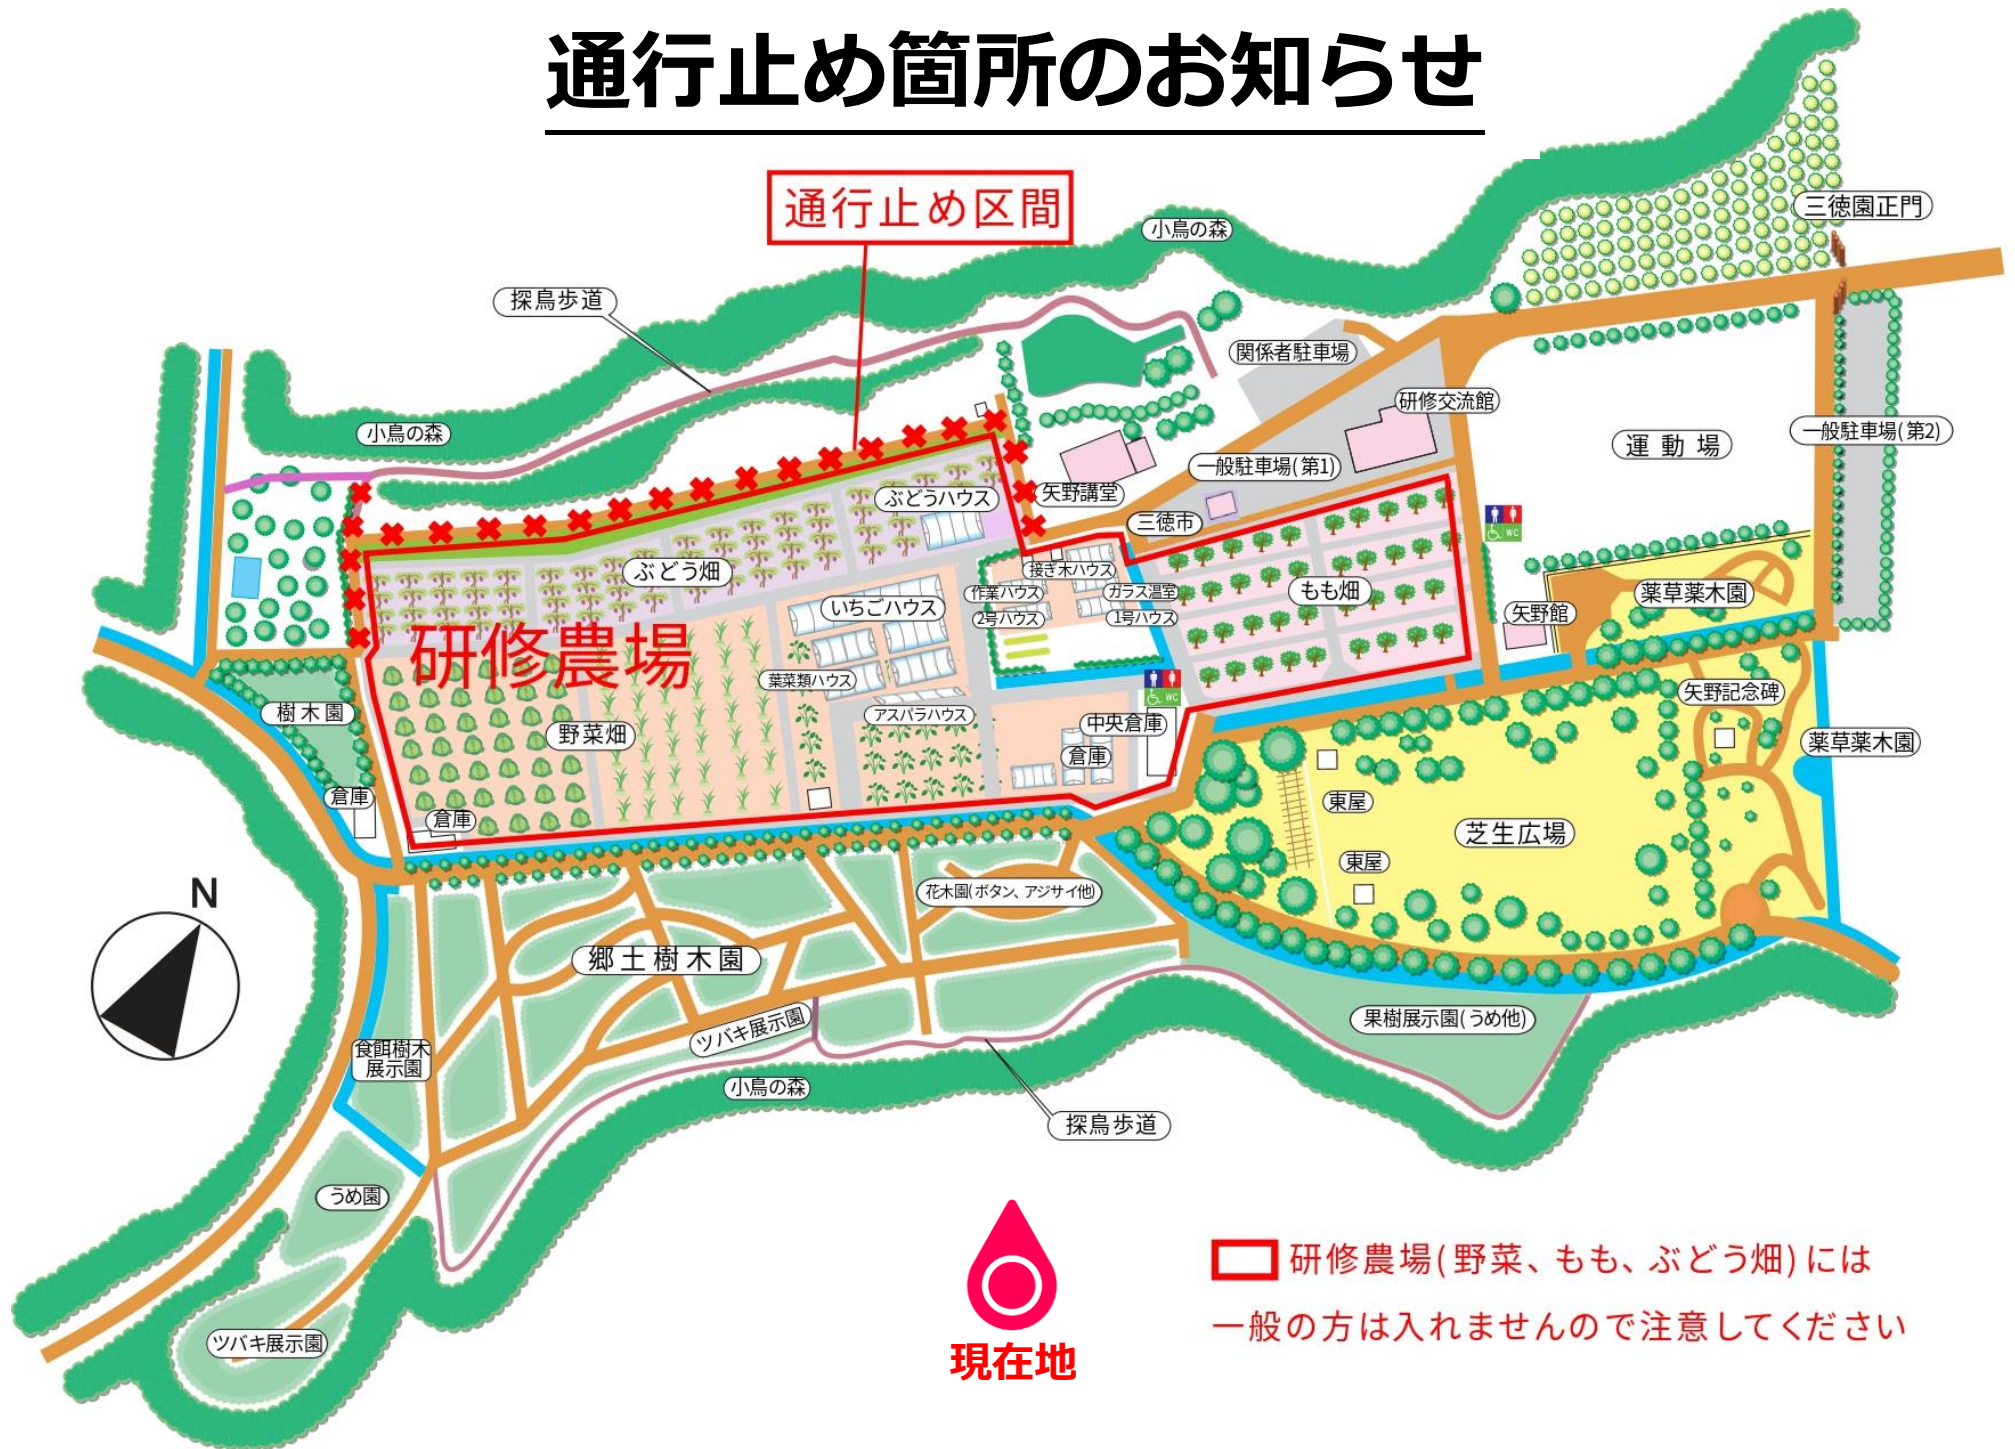 通行止め箇所のお知らせ
通行止め区間
三徳園正門
小鳥の森
探鳥歩道
関係者駐車場
研修交流館
小鳥の森
運動場
一般駐車場(第2)
一般駐車場(第1)
ぶどうハウス
矢野講堂
三徳市
WC
ぶどう畑
接ぎ木ハウス
作業ハウス
ガラス温室
もも畑
薬草薬木園
いちごハウス
2号ハウス
1号ハウス
矢野館
研修農場
葉菜類ハウス
WC
矢野記念碑
樹木園
アスパラハウス
中央倉庫
野菜畑
薬草薬木園
倉庫
倉庫
倉庫
東屋
芝生広場
東屋
N
花木園(ボタン、アジサイ他)
郷土樹木園
ツバキ展示園
果樹展示園(うめ他)
食餌樹木
展示園
小鳥の森
探鳥歩道
うめ園
ツバキ展示園
現在地
研修農場(野菜、もも、ぶどう畑)には
一般の方は入れませんので注意してください